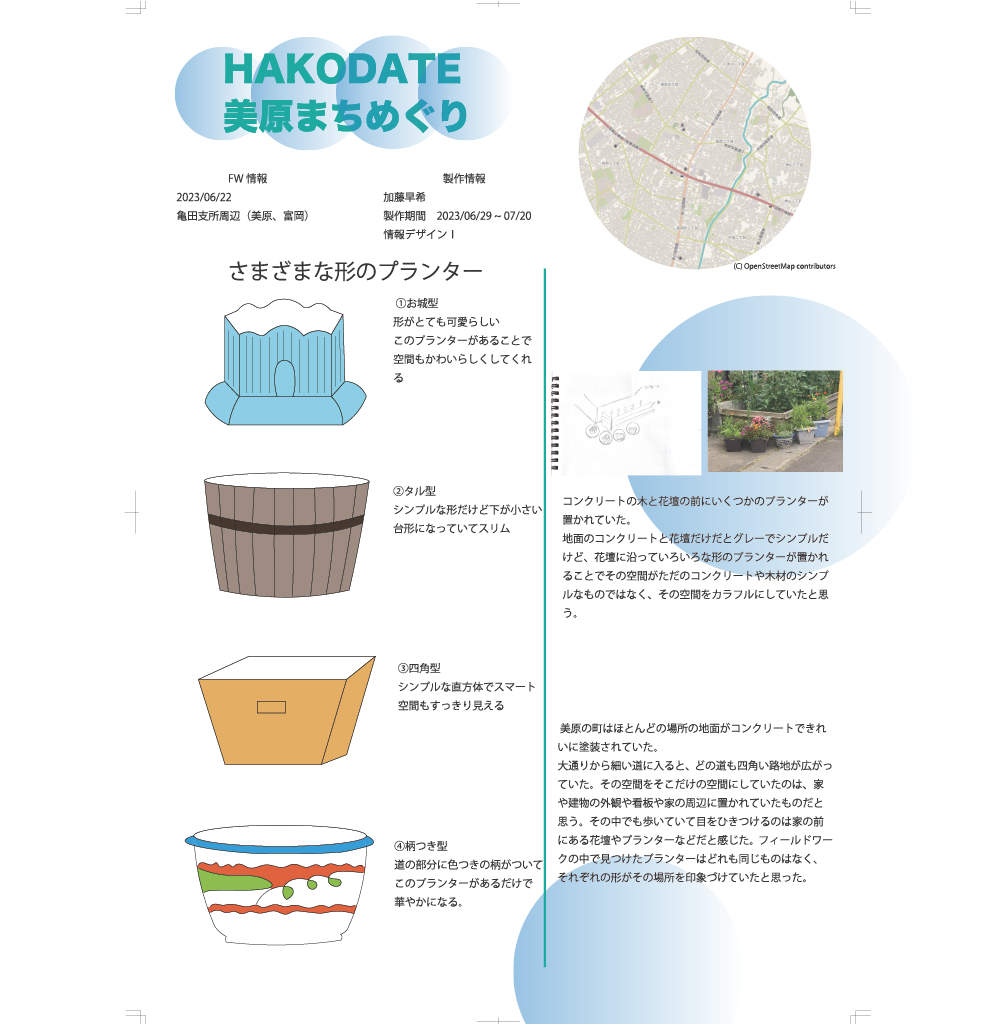 HAKODATE
美原まちめぐり
FW 情報
2023/06/22
亀田支所周辺（美原、富岡）
製作情報
加藤早希
製作期間　2023/06/29 ~ 07/20
情報デザインⅠ
(C) OpenStreetMap contributors
さまざまな形のプランター
①お城型
形がとても可愛らしい
このプランターがあることで
空間もかわいらしくしてくれ
る
②タル型
シンプルな形だけど下が小さい
台形になっていてスリム
③四角型
シンプルな直方体でスマート
空間もすっきり見える
④柄つき型
道の部分に色つきの柄がついて
このプランターがあるだけで
華やかになる。
コンクリートの木と花壇の前にいくつかのプランターが
置かれていた。
地面のコンクリートと花壇だけだとグレーでシンプルだ
けど、花壇に沿っていろいろな形のプランターが置かれ
ることでその空間がただのコンクリートや木材のシンプ
ルなものではなく、その空間をカラフルにしていたと思
う。
美原の町はほとんどの場所の地面がコンクリートできれ
いに塗装されていた。
大通りから細い道に入ると、どの道も四角い路地が広がっ
ていた。その空間をそこだけの空間にしていたのは、家
や建物の外観や看板や家の周辺に置かれていたものだと
思う。その中でも歩いていて目をひきつけるのは家の前
にある花壇やプランターなどだと感じた。フィールドワー
クの中で見つけたプランターはどれも同じものはなく、
それぞれの形がその場所を印象づけていたと思った。